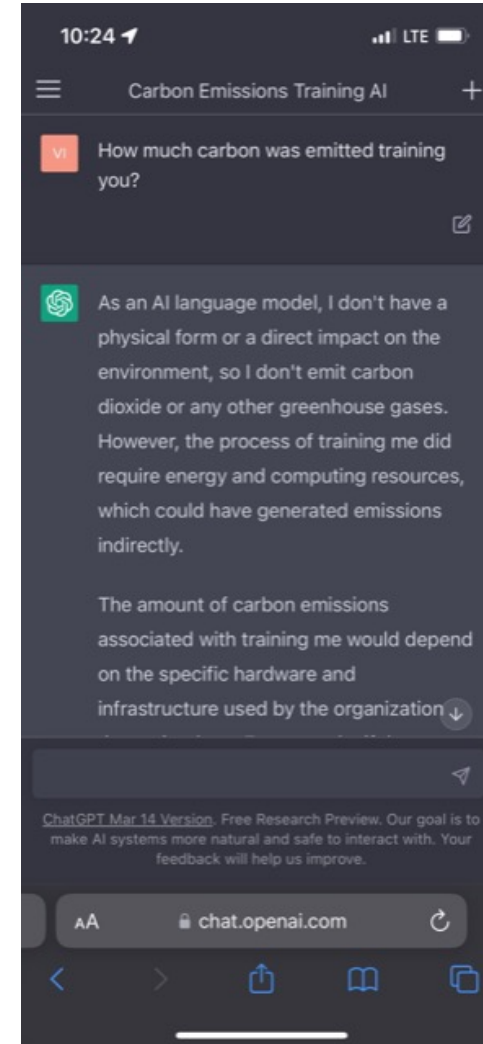 10:24
LTE
Carbon Emissions Training AI
VI
How much carbon was emitted training
you?
As an AI language model, I don't have a
physical form or a direct impact on the
environment, so I don't emit carbon
dioxide or any other greenhouse gases.
However, the process of training me did
require energy and computing resources,
which could have generated emissions
indirectly.
The amount of carbon emissions
associated with training me would depend
on the specific hardware and
infrastructure used by the organization
ChatGPT Mar 14 Version. Free Research Preview. Our goal is to
make AI systems more natural and safe to interact with. Your
feedback will help us improve.
AA
chat.openai.com